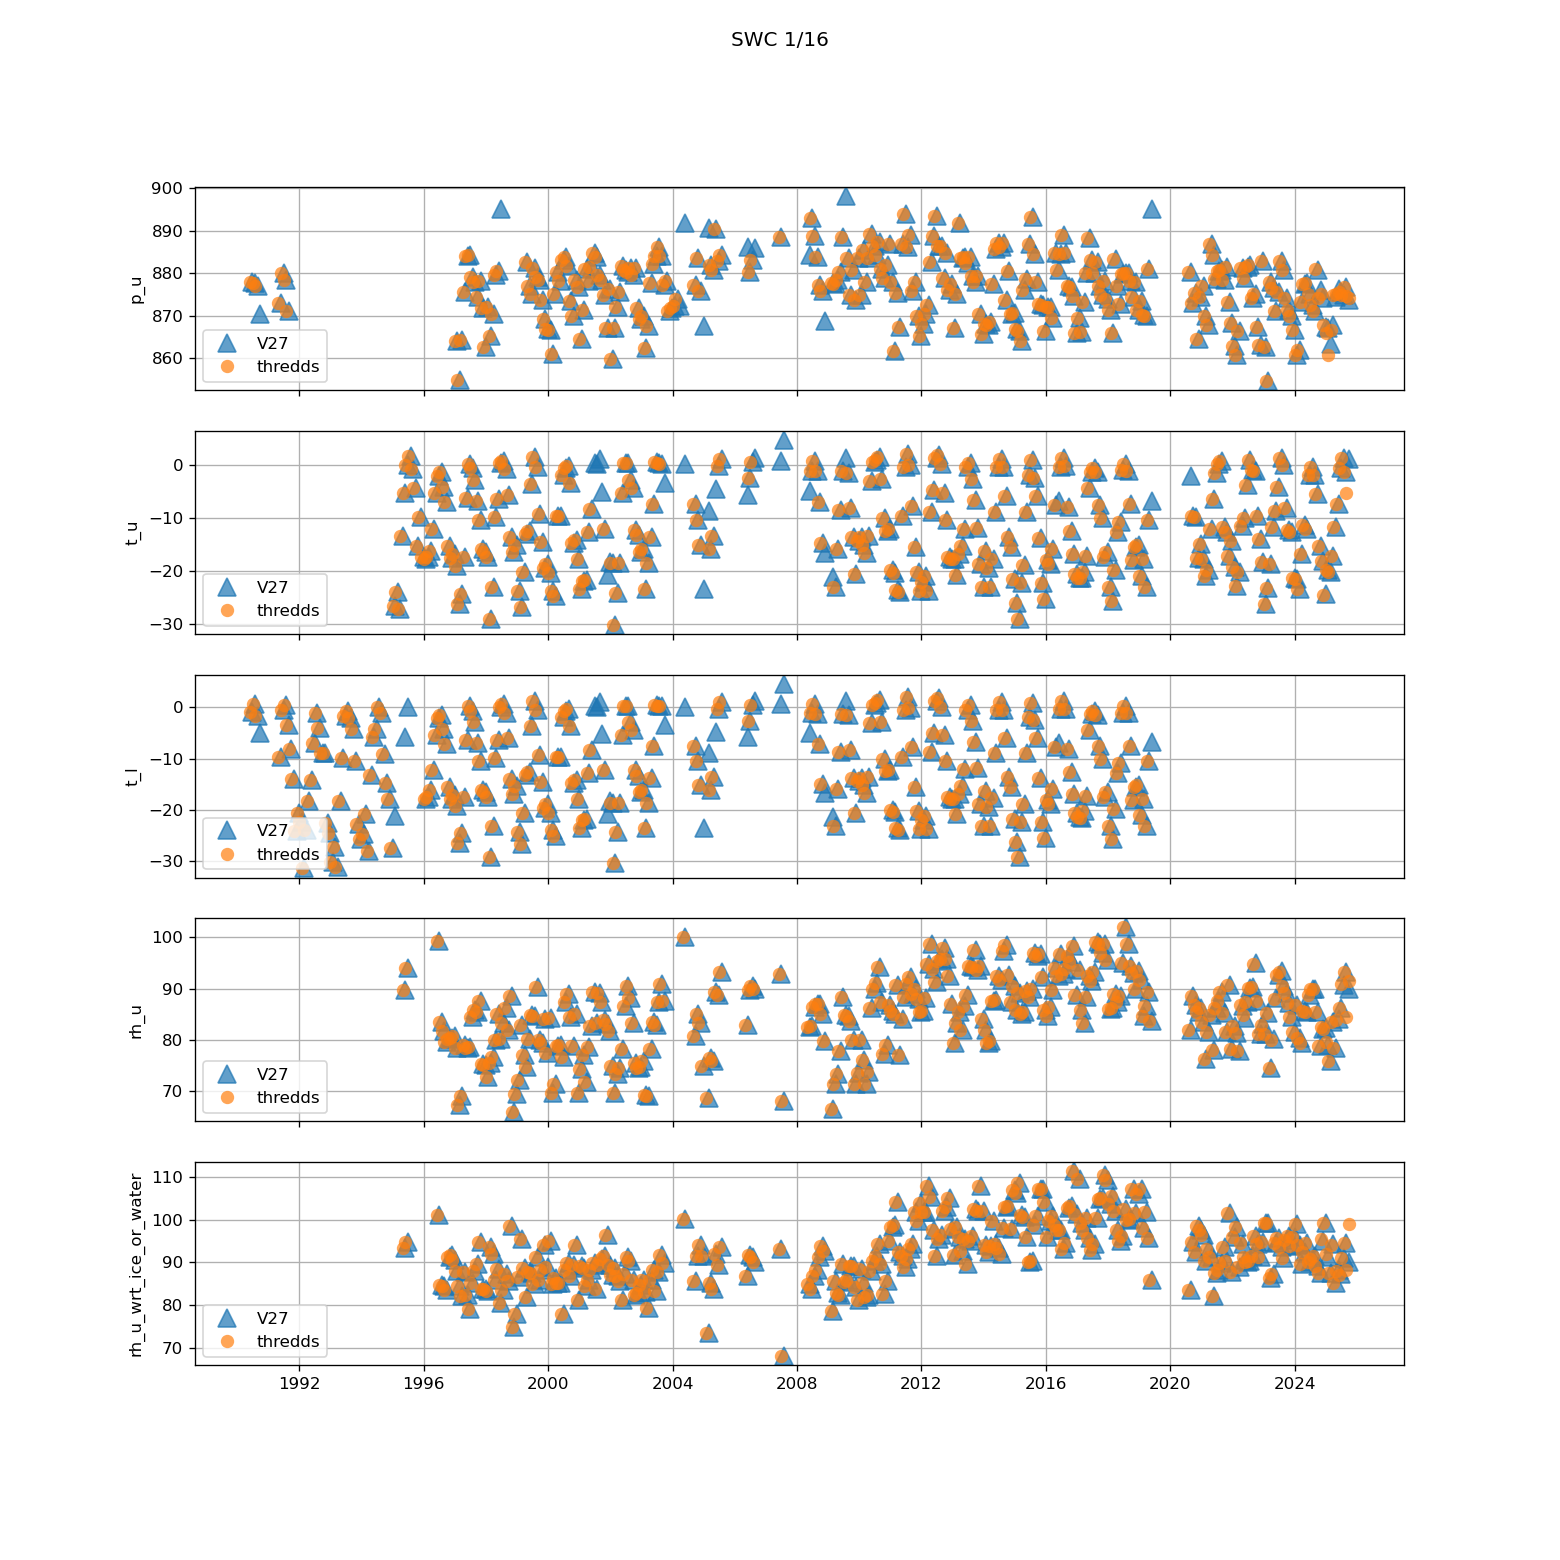 SWC 1/16
900
890
880
870
860
p_u
V27
thredds
0
−10
−20
−30
t_u
V27
thredds
0
−10
−20
−30
t_l
V27
thredds
100
90
80
70
rh_u
V27
thredds
110
100
90
80
70
rh_u_wrt_ice_or_water
V27
thredds
1992 1996 2000 2004 2008 2012 2016 2020 2024